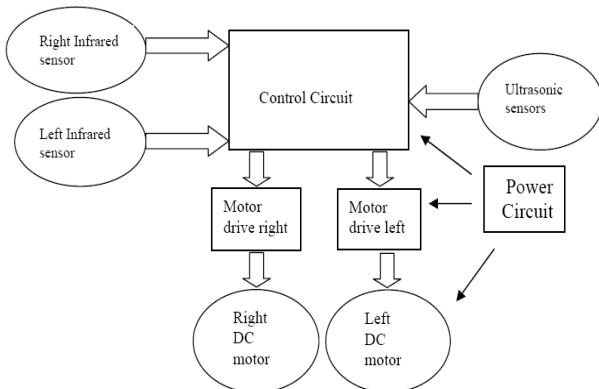 Right Infrared
sensor
Control Circuit
Ultrasonic
sensors
Left Infrared
sensor
Motor
drive right
Motor
drive left
Power
Circuit
Right
DC
motor
Left
DC
motor